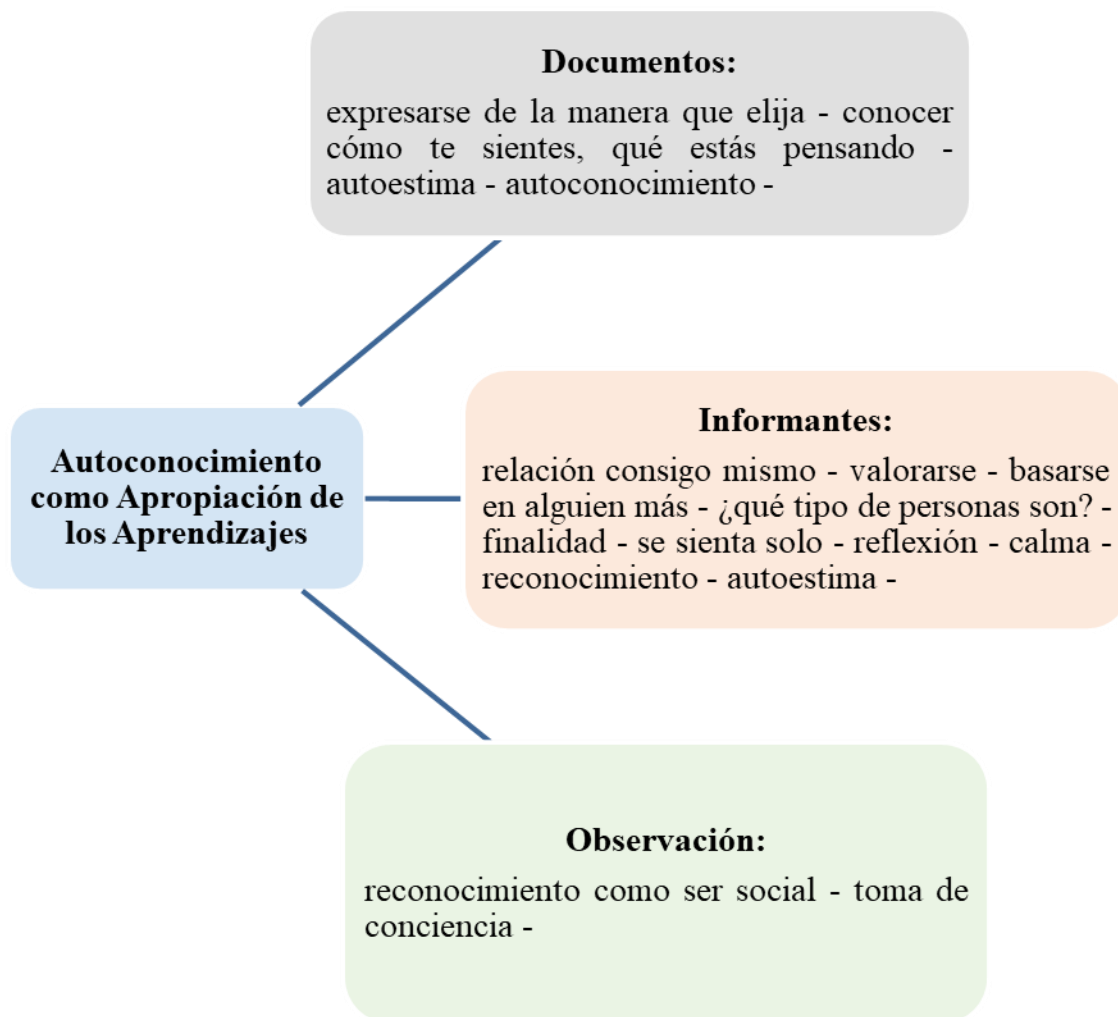 Documentos:
expresarse de la manera que elija - conocer
cómo te sientes, qué estás pensando -
autoestima - autoconocimiento -
Autoconocimiento
como Apropiación de
los Aprendizajes
Informantes:
relación consigo mismo - valorarse - basarse
en alguien más - ¿qué tipo de personas son? -
finalidad - se sienta solo - reflexión - calma -
reconocimiento - autoestima -
Observación:
reconocimiento como ser social - toma de
conciencia -